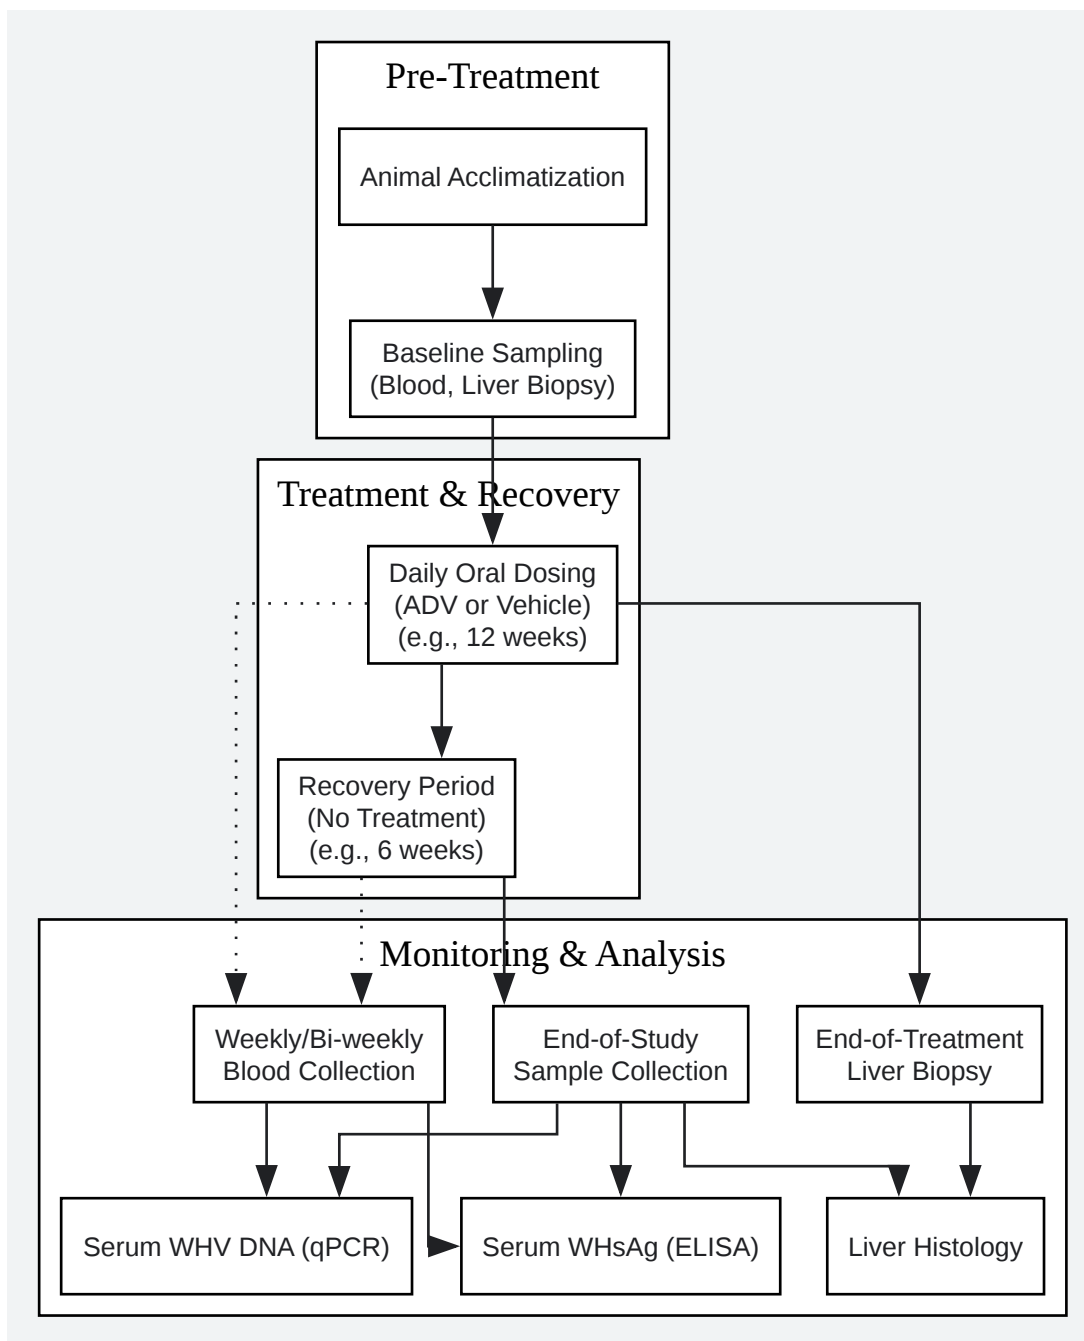 Pre-Treatment
Animal Acclimatization
Baseline Sampling
(Blood, Liver Biopsy)
Treatment & Recovery
Daily Oral Dosing
(ADV or Vehicle)
(e.g., 12 weeks)
Recovery Period
(No Treatment)
(e.g., 6 weeks)
Monitoring & Analysis
Weekly/Bi-weekly
Blood Collection
End-of-Study
Sample Collection
End-of-Treatment
Liver Biopsy
Serum WHV DNA (qPCR)
Serum WHsAg (ELISA)
Liver Histology